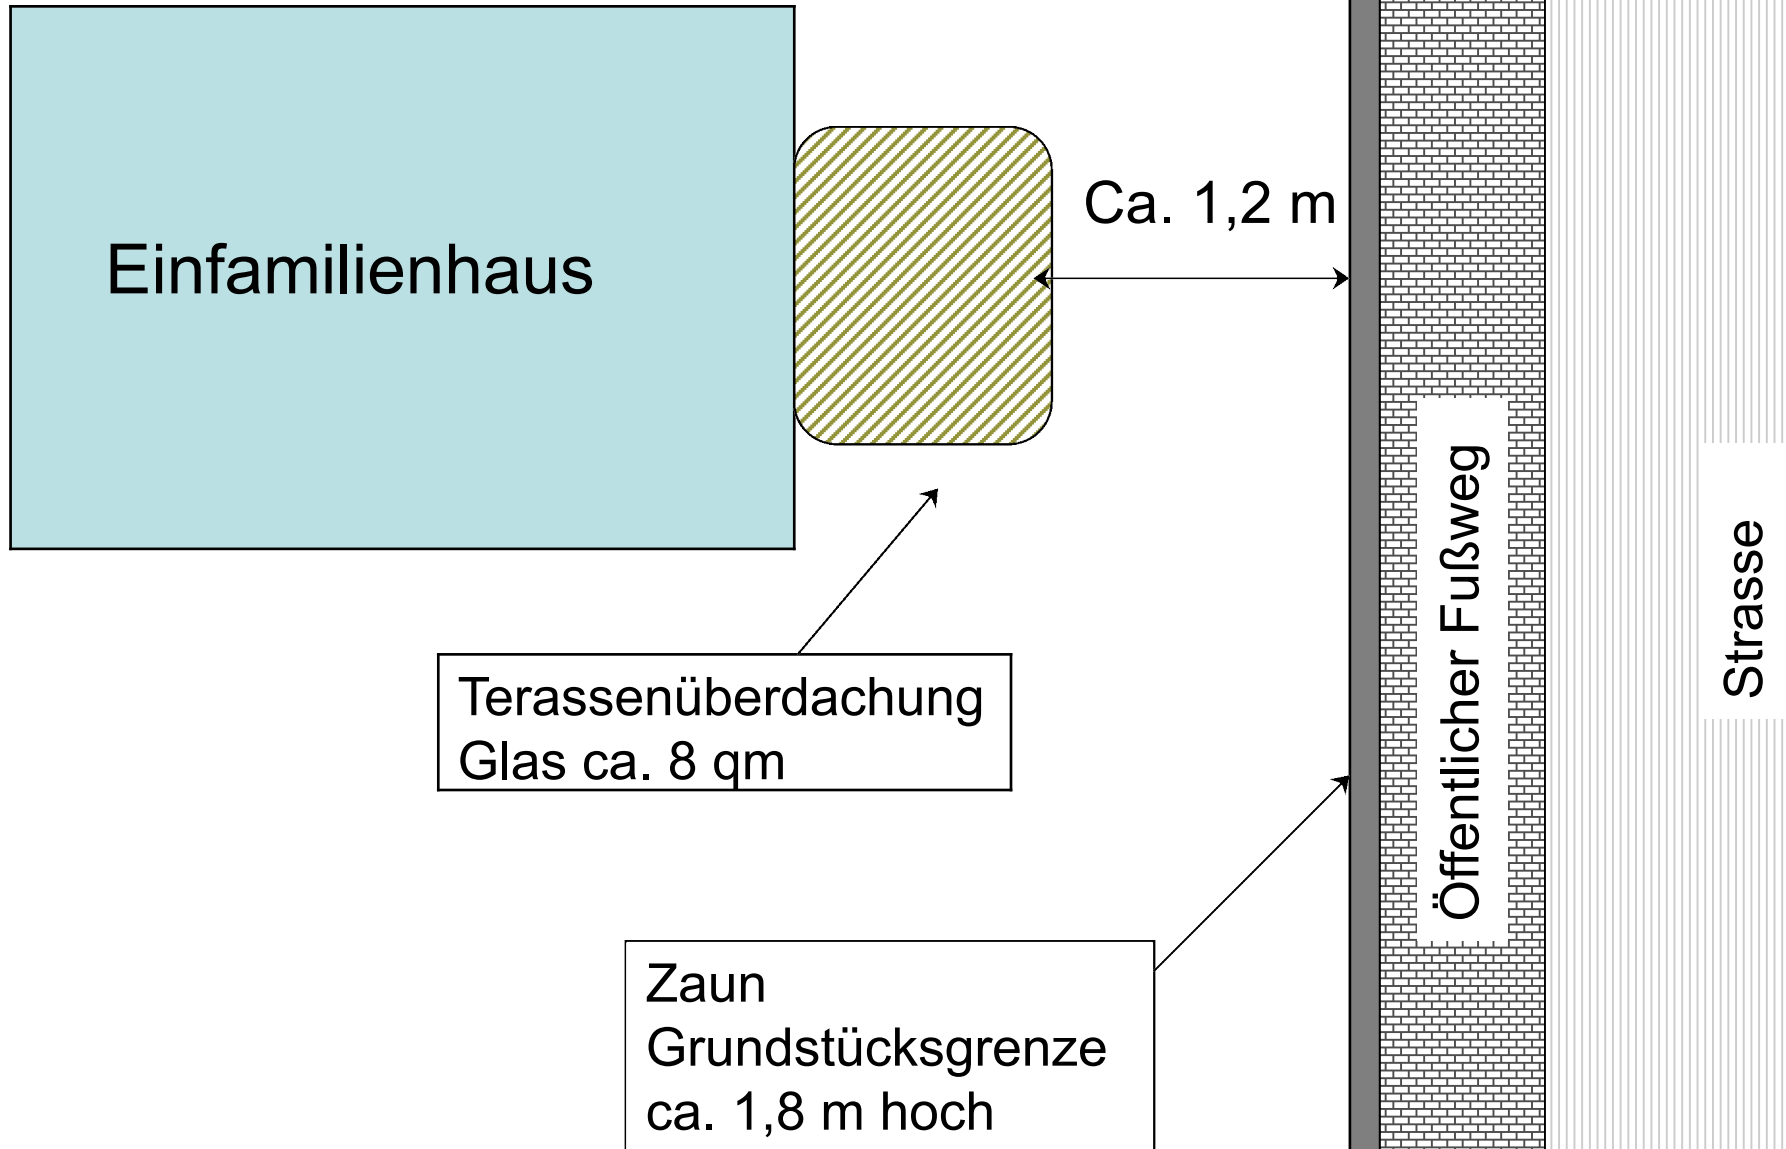 Einfamilienhaus
Ca. 1,2 m
Terassenüberdachung
Glas ca. 8 qm
Zaun
Grundstücksgrenze
ca. 1,8 m hoch
Öffentlicher Fußweg
Strasse